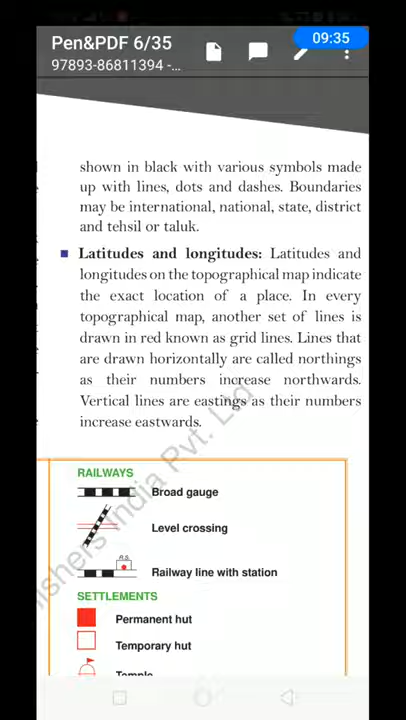 Pen&PDF 6/35
09:35
97893-86811394 -...
shown in black with various symbols made
up with lines, dots and dashes. Boundaries
may be international, national, state, district
and tehsil or taluk.
Latitudes and longitudes: Latitudes and
longitudes on the topographical map indicate
the exact location of a place. In every
topographical map, another set of lines is
drawn in red known as grid lines. Lines that
are drawn horizontally are called northings
as their numbers increase northwards.
Vertical lines are eastings as their numbers
increase eastwards.
RAILWAYS
Broad gauge
Level crossing
R.S.
Railway line with station
SETTLEMENTS
Permanent hut
Temporary hut
Temple
India Pvt. Ltd